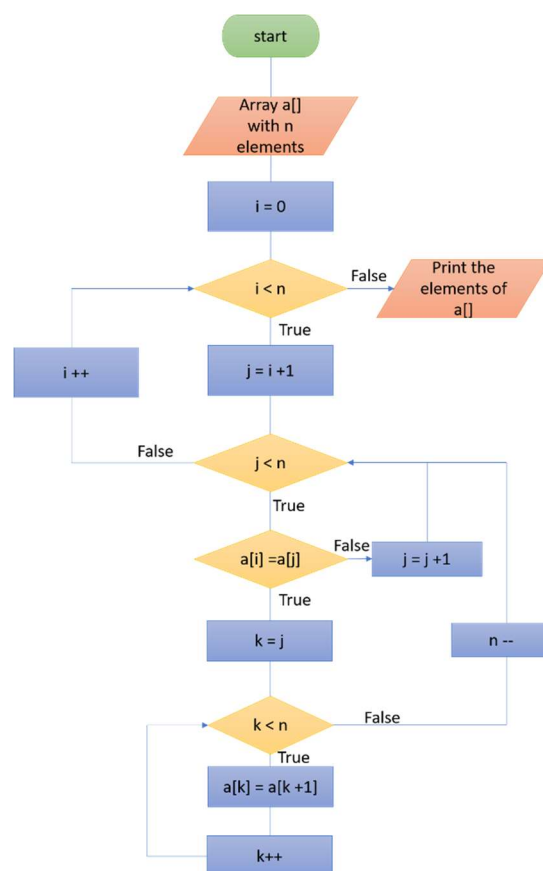 start
Array a[]
with n
elements
i = 0
i < n
False
Print the
elements of
a[]
True
i ++
j = i +1
False
j < n
True
a[i] =a[j]
False
j = j +1
True
k = j
n --
k < n
False
True
a[k] = a[k +1]
k++